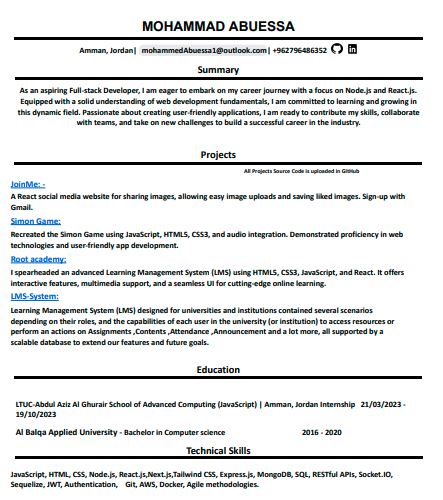 MOHAMMAD ABUESSA
Amman, Jordan| mohammedAbuessa1@outlook.com| +962796486352
Summary
As an aspiring Full-stack Developer, I am eager to embark on my career journey with a focus on Node.js and React.js.
Equipped with a solid understanding of web development fundamentals, I am committed to learning and growing in
this dynamic field. Passionate about creating user-friendly applications, I am ready to contribute my skills, collaborate
with teams, and take on new challenges to build a successful career in the industry.
Projects
All Projects Source Code is uploaded in GitHub
JoinMe: -
A React social media website for sharing images, allowing easy image uploads and saving liked images. Sign-up with
Gmail.
Simon Game:
Recreated the Simon Game using JavaScript, HTML5, CSS3, and audio integration. Demonstrated proficiency in web
technologies and user-friendly app development.
Root academy:
I spearheaded an advanced Learning Management System (LMS) using HTML5, CSS3, JavaScript, and React. It offers
interactive features, multimedia support, and a seamless UI for cutting-edge online learning.
LMS-System:
Learning Management System (LMS) designed for universities and institutions contained several scenarios
depending on their roles, and the capabilities of each user in the university (or institution) to access resources or
perform an actions on Assignments ,Contents ,Attendance ,Announcement and a lot more, all supported by a
scalable database to extend our features and future goals.
Education
LTUC-Abdul Aziz Al Ghurair School of Advanced Computing (JavaScript) | Amman, Jordan Internship 21/03/2023 -
19/10/2023
Al Balqa Applied University - Bachelor in Computer science 2016 - 2020
Technical Skills
JavaScript, HTML, CSS, Node.js, React.js,Next.js,Tailwind CSS, Express.js, MongoDB, SQL, RESTful APIs, Socket.IO,
Sequelize, JWT, Authentication, Git, AWS, Docker, Agile methodologies.